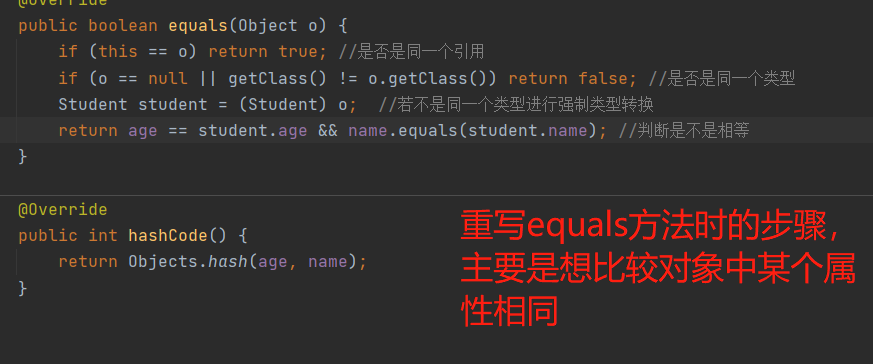 @Override
public boolean equals(Object o) {
if (this == o) return true; //是否是同一个引用
if (o == null || getClass() != o.getClass()) return false; //是否是同一个类型
Student student = (Student) o;  //若不是同一个类型进行强制类型转换
return age == student.age && name.equals(student.name); //判断是不是相等
}
@Override
public int hashCode() {
return Objects.hash(age, name);
}
重写equals方法时的步骤，
主要是想比较对象中某个属
性相同